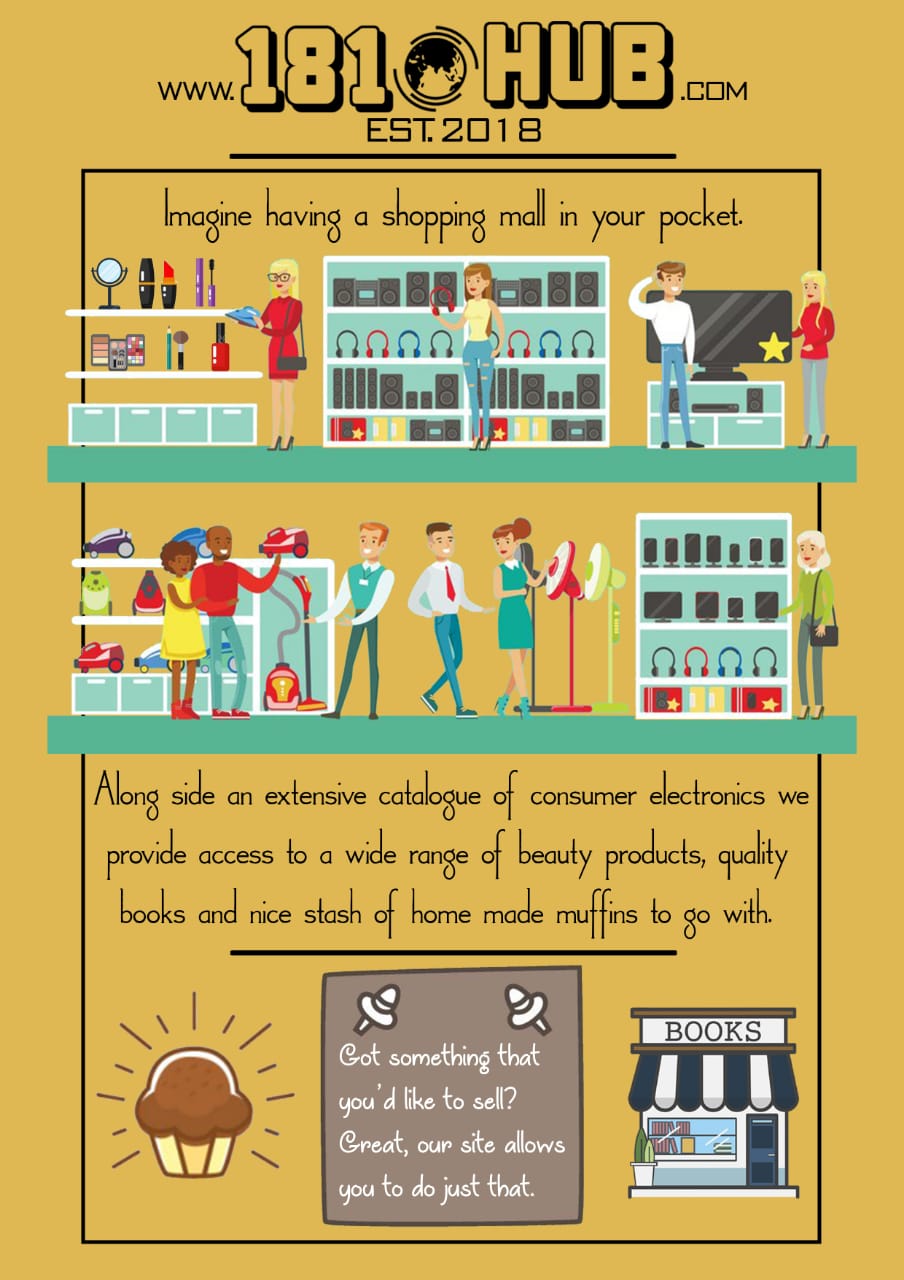 www.181 HUB.com
EST. 2018
Imagine having a shopping mall in your pocket.
Along side an extensive catalogue of consumer electronics we
provide access to a wide range of beauty products, quality
books and nice stash of home made muffins to go with.
Got something that
you'd like to sell?
Great, our site allows
you to do just that.
BOOKS